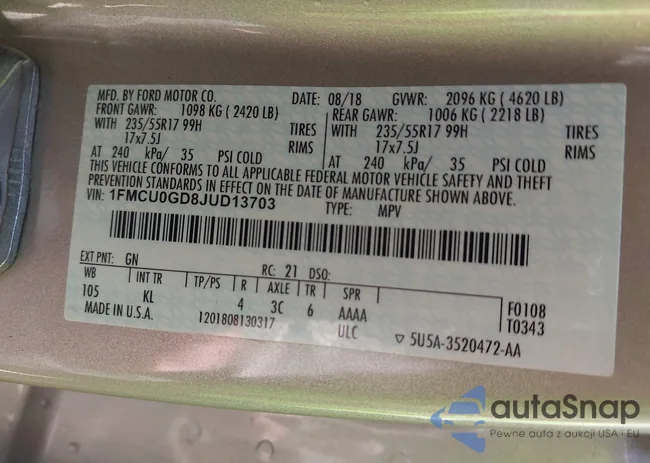 MFD. BY FORD MOTOR CO. DATE: 08/18 GVWR: 2096 KG ( 4620 LB)
FRONT GAWR: 1098 KG ( 2420 LB) REAR GAWR: 1006 KG ( 2218 LB)
WITH 235/55R17 99H TIRES WITH 235/55R17 99H TIRES
17x7.5J RIMS 17x7.5J RIMS
AT 240 kPa/ 35 PSI COLD AT 240 kPa/ 35 PSI COLD
THIS VEHICLE CONFORMS TO ALL APPLICABLE FEDERAL MOTOR VEHICLE SAFETY AND THEFT
PREVENTION STANDARDS IN EFFECT ON THE DATE OF MANUFACTURE SHOWN ABOVE.
VIN: 1FMCU0GD8JUD13703 TYPE: MPV
EXT PNT: GN RC: 21 DSO:
WB INT TR TP/PS R AXLE TR SPR
105 KL 4 3C 6 AAAA F0108
MADE IN U.S.A. 1201808130317 ULC T0343
▽ 5U5A-3520472-AA
autaSnap
Pewne auta z aukcji USA i EU